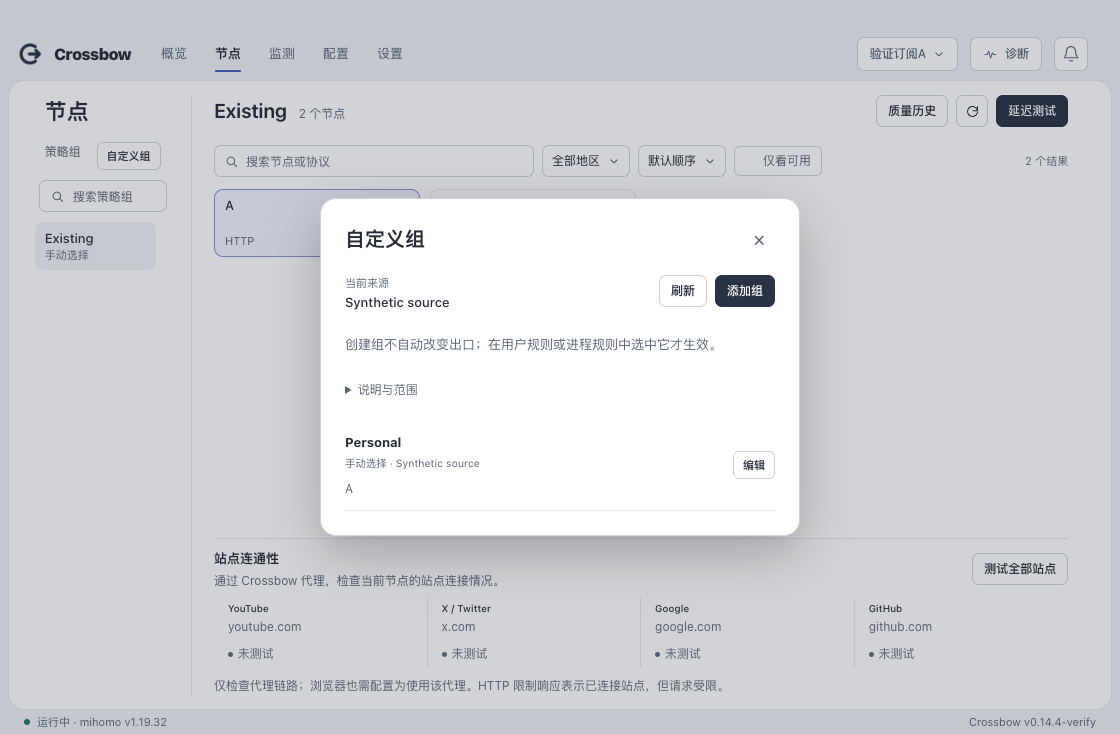 Crossbow 概览 节点 监测 配置 设置 验证订阅A 诊断
节点
策略组 自定义组
搜索策略组
Existing
手动选择
Existing 2 个节点
质量历史 延迟测试
搜索节点或协议 全部地区 默认顺序 仅看可用 2 个结果
A
HTTP
自定义组
当前来源
Synthetic source
刷新 添加组
创建组不自动改变出口；在用户规则或进程规则中选中它才生效。
说明与范围
Personal
手动选择 · Synthetic source
A
编辑
站点连通性
通过 Crossbow 代理，检查当前节点的站点连接情况。
测试全部站点
YouTube
youtube.com
未测试
X / Twitter
x.com
未测试
Google
google.com
未测试
GitHub
github.com
未测试
仅检查代理链路；浏览器也需配置为使用该代理。HTTP 限制响应表示已连接站点，但请求受限。
运行中 · mihomo v1.19.32
Crossbow v0.14.4-verify